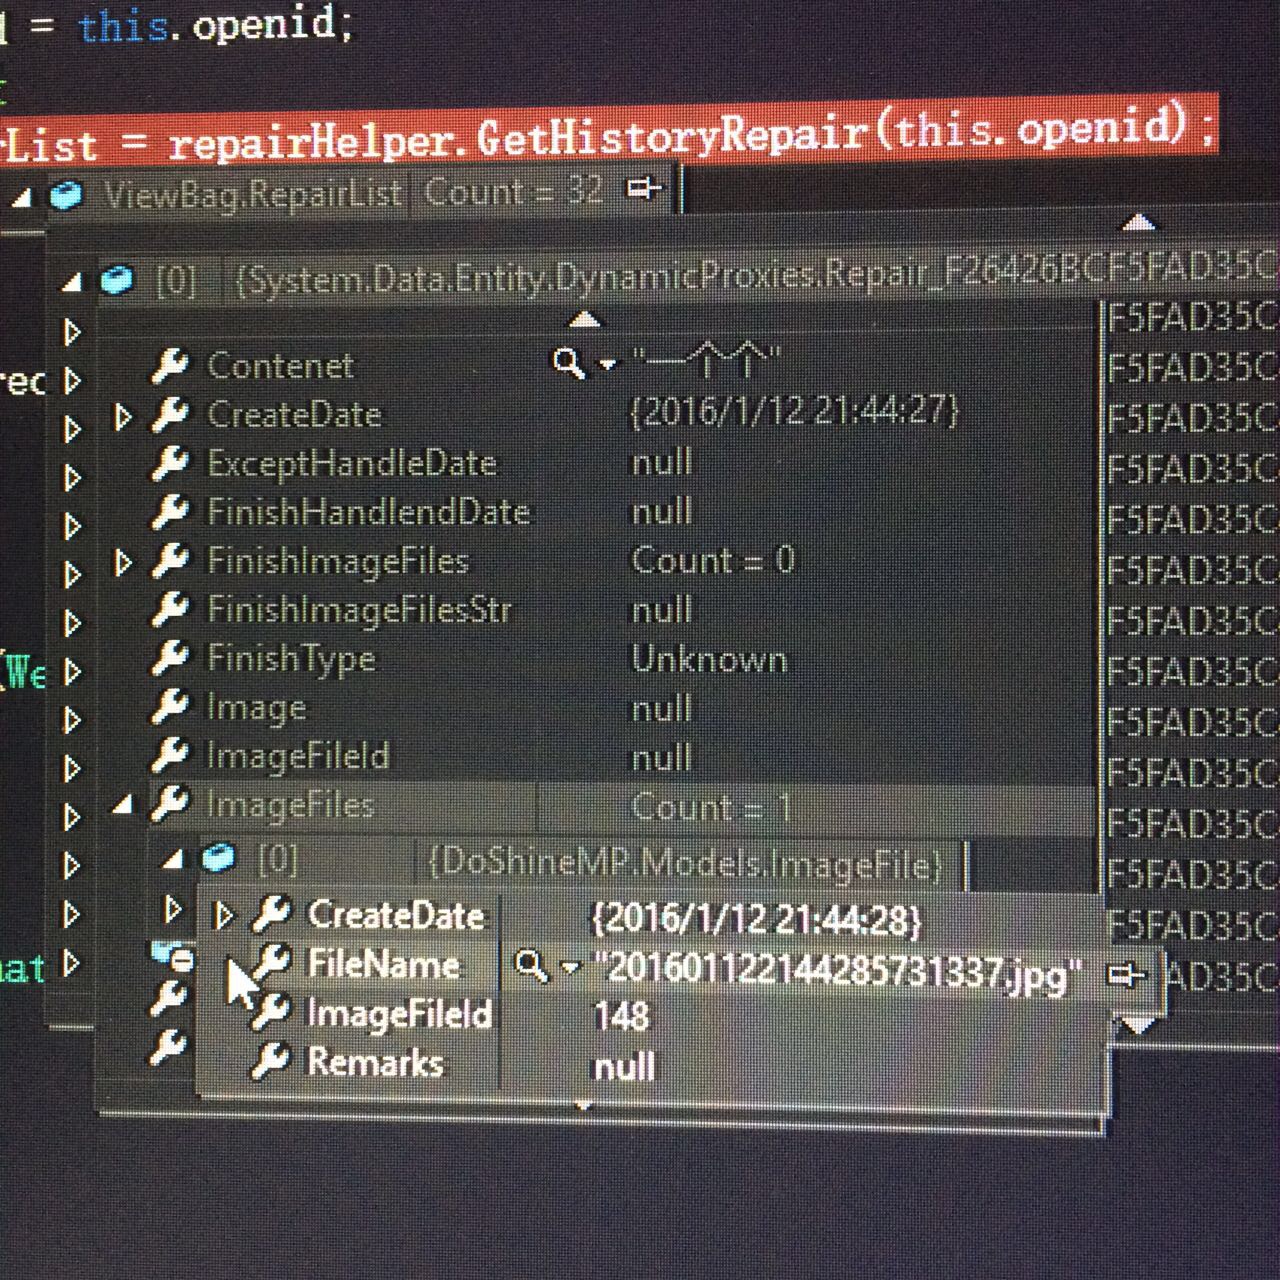 = this.openid;
rList = repairHelper.GetHistoryRepair(this.openid);
ViewBag.RepairList Count = 32
[0] {System.Data.Entity.DynamicProxies.Repair_F26426BCF5FAD35C
F5FAD35C
Contenet "一个个" F5FAD35C
rec
CreateDate {2016/1/12 21:44:27} F5FAD35C
ExceptHandleDate null F5FAD35C
FinishHandlendDate null F5FAD35C
FinishImageFiles Count = 0 F5FAD35C
FinishImageFilesStr null F5FAD35C
(We FinishType Unknown F5FAD35C
Image null F5FAD35C
ImageFileId null F5FAD35C
ImageFiles Count = 1 F5FAD35C
[0] {DoShineMP.Models.ImageFile} F5FAD35C
CreateDate {2016/1/12 21:44:28} F5FAD35C
nat FileName "201601122144285731337.jpg" AD35C
ImageFileId 148
Remarks null